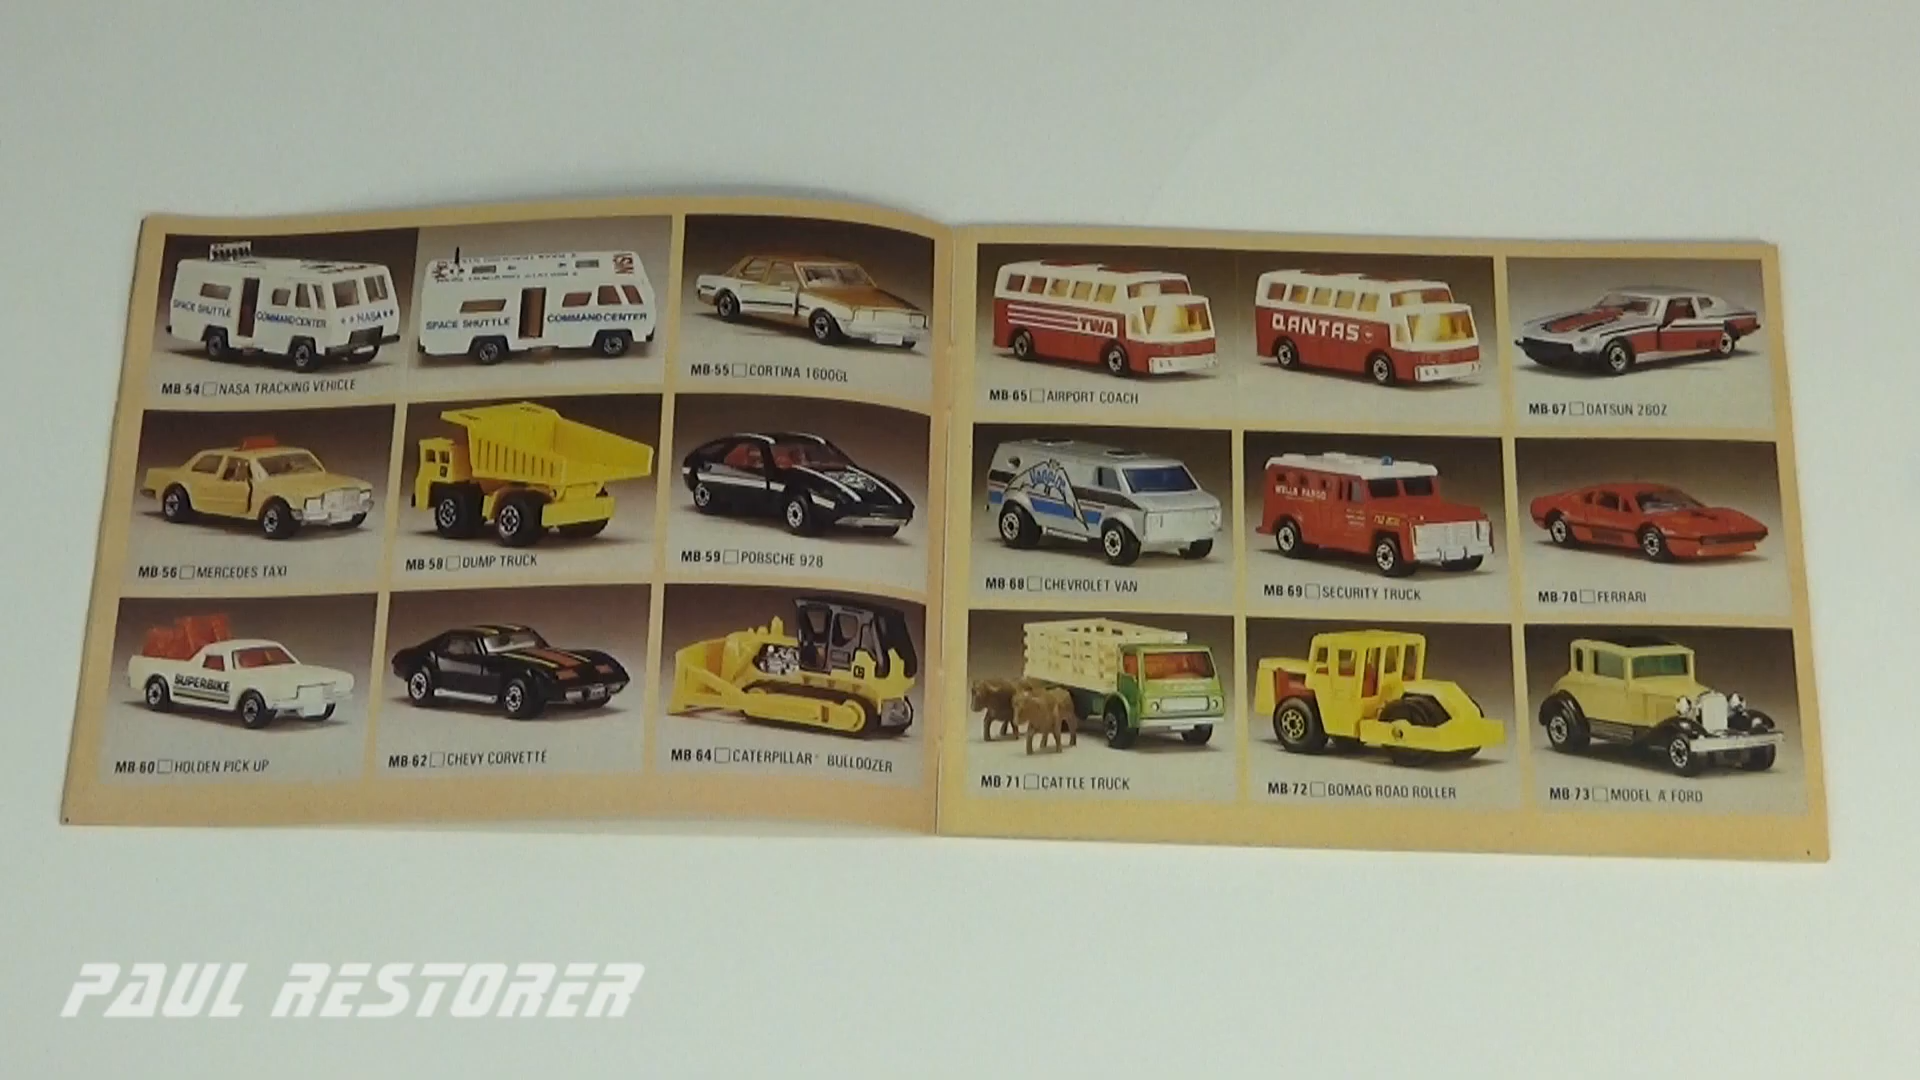 SPACE SHUTTLE COMMAND CENTER NASA
SPACE SHUTTLE COMMAND CENTER
MB-54 NASA TRACKING VEHICLE
MB-55 CORTINA 1600GL
MB-56 MERCEDES TAXI
MB-58 DUMP TRUCK
MB-59 PORSCHE 928
SUPERBIKE
MB-60 HOLDEN PICK UP
MB-62 CHEVY CORVETTE
MB-64 CATERPILLAR BULLDOZER
TWA
QANTAS
MB-65 AIRPORT COACH
MB-67 DATSUN 260Z
MB-68 CHEVROLET VAN
WELLS FARGO
MB-69 SECURITY TRUCK
MB-70 FERRARI
MB-71 CATTLE TRUCK
MB-72 BOMAG ROAD ROLLER
MB-73 MODEL A FORD
PAUL RESTORER